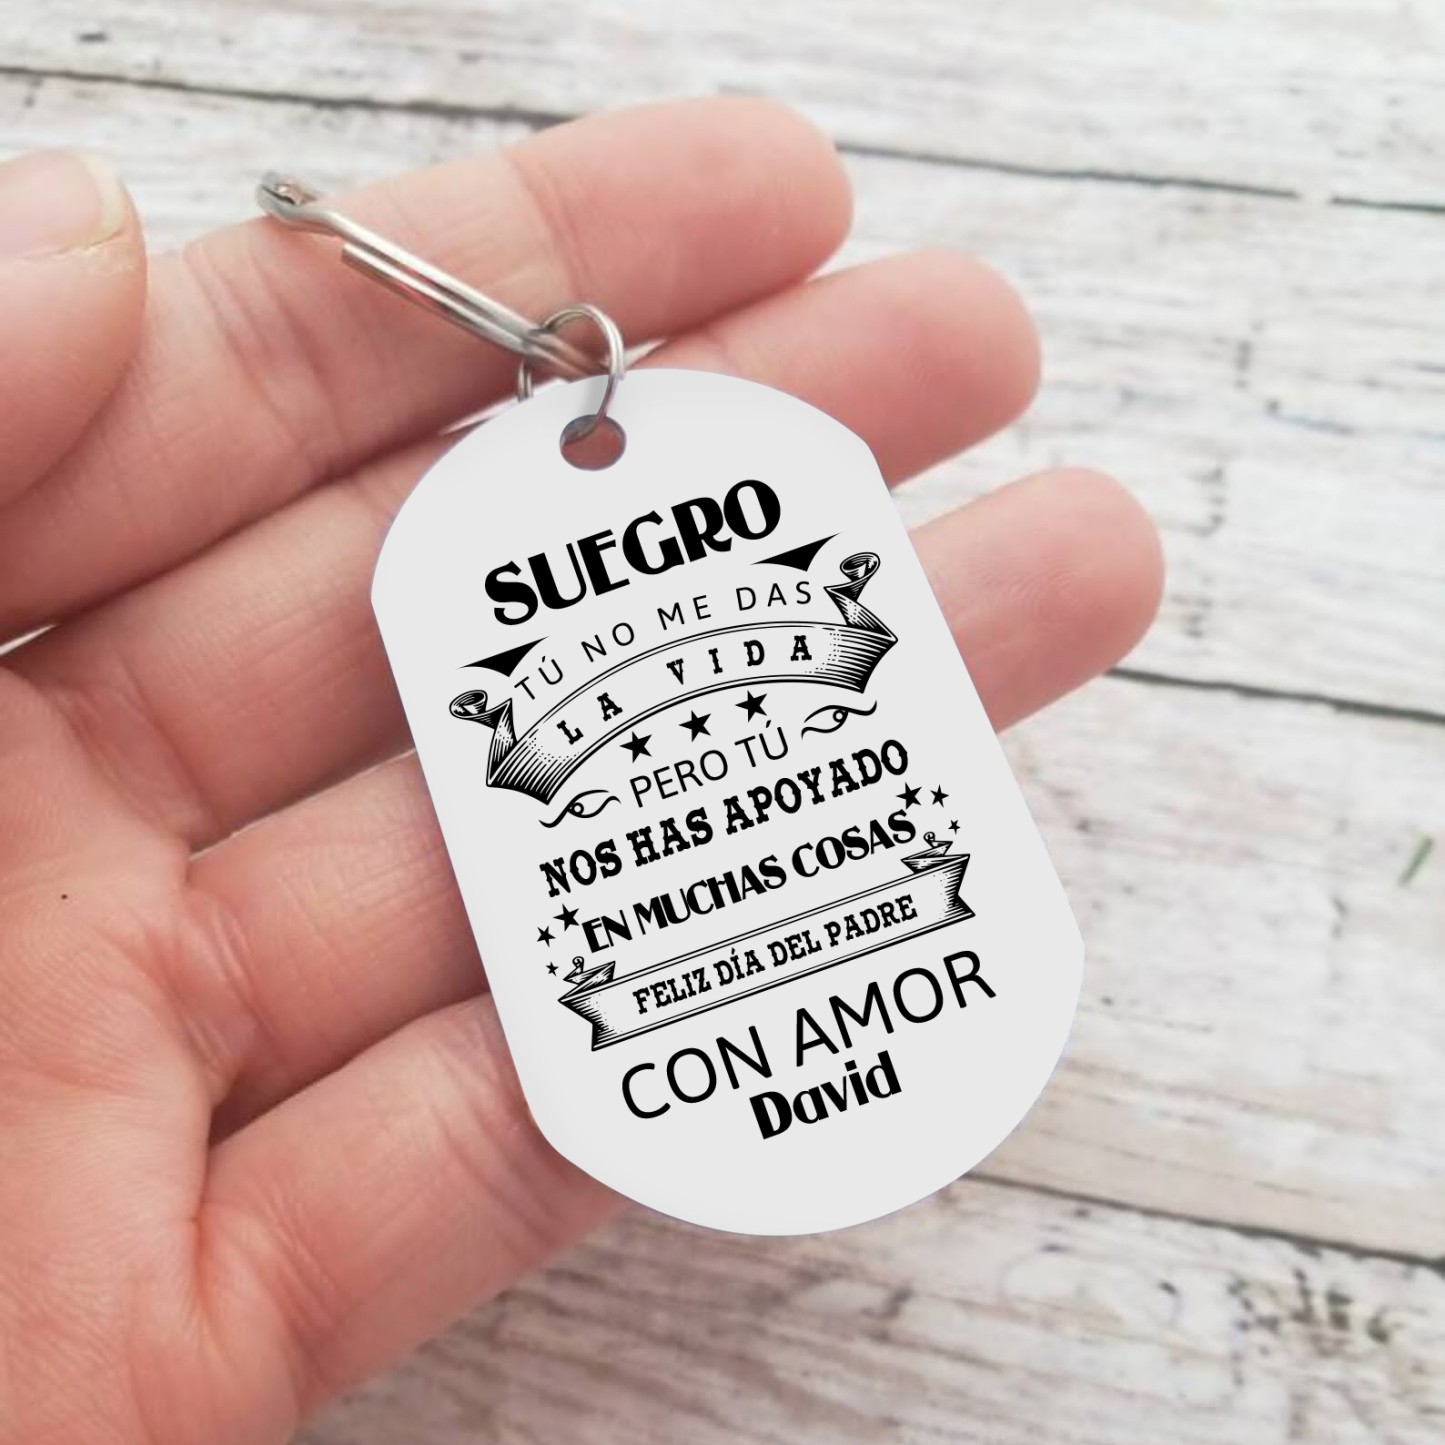 SUEGRO
TÚ NO ME DAS
LA VIDA
PERO TÚ
NOS HAS APOYADO
EN MUCHAS COSAS
FELIZ DÍA DEL PADRE
CON AMOR
David